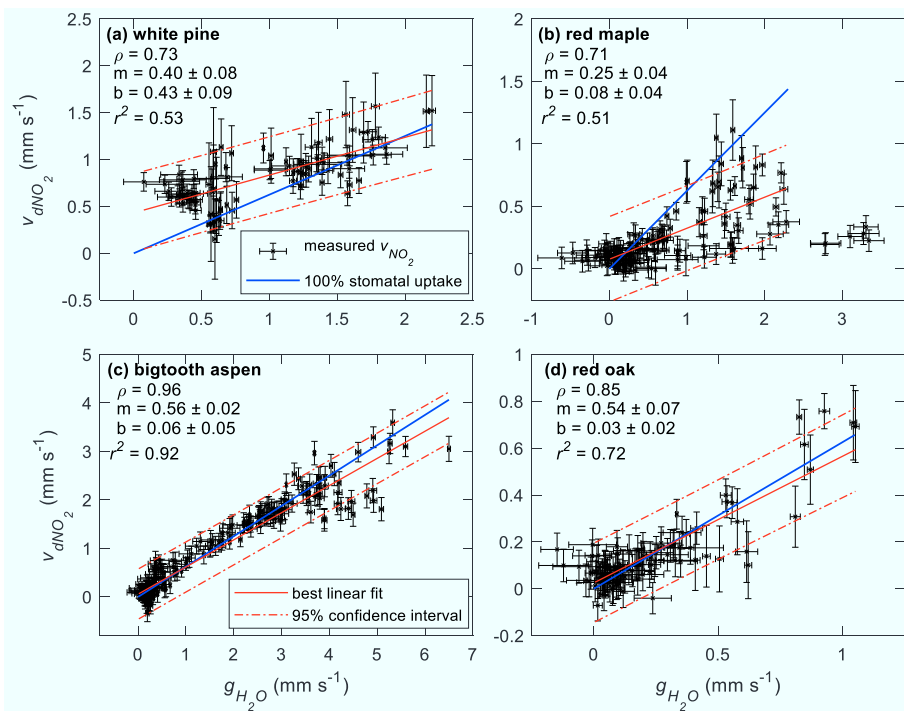 (a) white pine
ρ = 0.73
m = 0.40 ± 0.08
b = 0.43 ± 0.09
r² = 0.53
2.5
2
1.5
1
0.5
0
-0.5
v_dNO₂ (mm s⁻¹)
measured v_NO₂
100% stomatal uptake
0
0.5
1
1.5
2
2.5
(b) red maple
ρ = 0.71
m = 0.25 ± 0.04
b = 0.08 ± 0.04
r² = 0.51
2
1.5
1
0.5
0
-1
0
1
2
3
(c) bigtooth aspen
ρ = 0.96
m = 0.56 ± 0.02
b = 0.06 ± 0.05
r² = 0.92
5
4
3
2
1
0
v_dNO₂ (mm s⁻¹)
best linear fit
95% confidence interval
0
1
2
3
4
5
6
7
g_H₂O (mm s⁻¹)
(d) red oak
ρ = 0.85
m = 0.54 ± 0.07
b = 0.03 ± 0.02
r² = 0.72
1
0.8
0.6
0.4
0.2
0
-0.2
0
0.5
1
g_H₂O (mm s⁻¹)